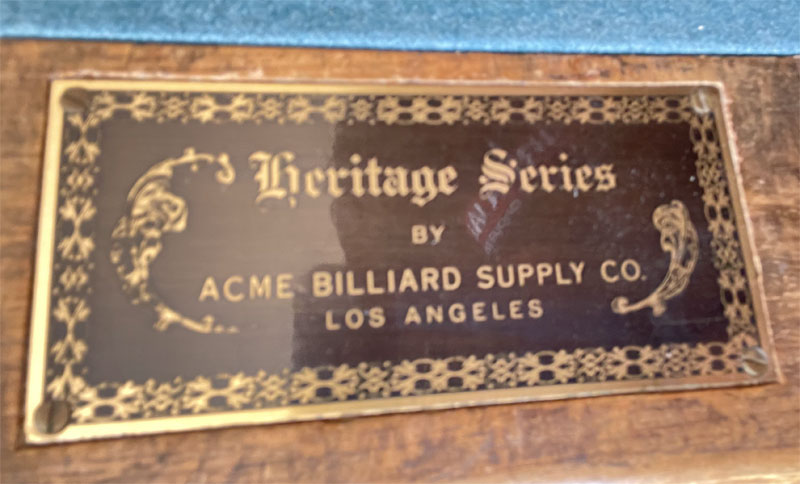 Heritage Series
BY
ACME BILLIARD SUPPLY CO.
LOS ANGELES